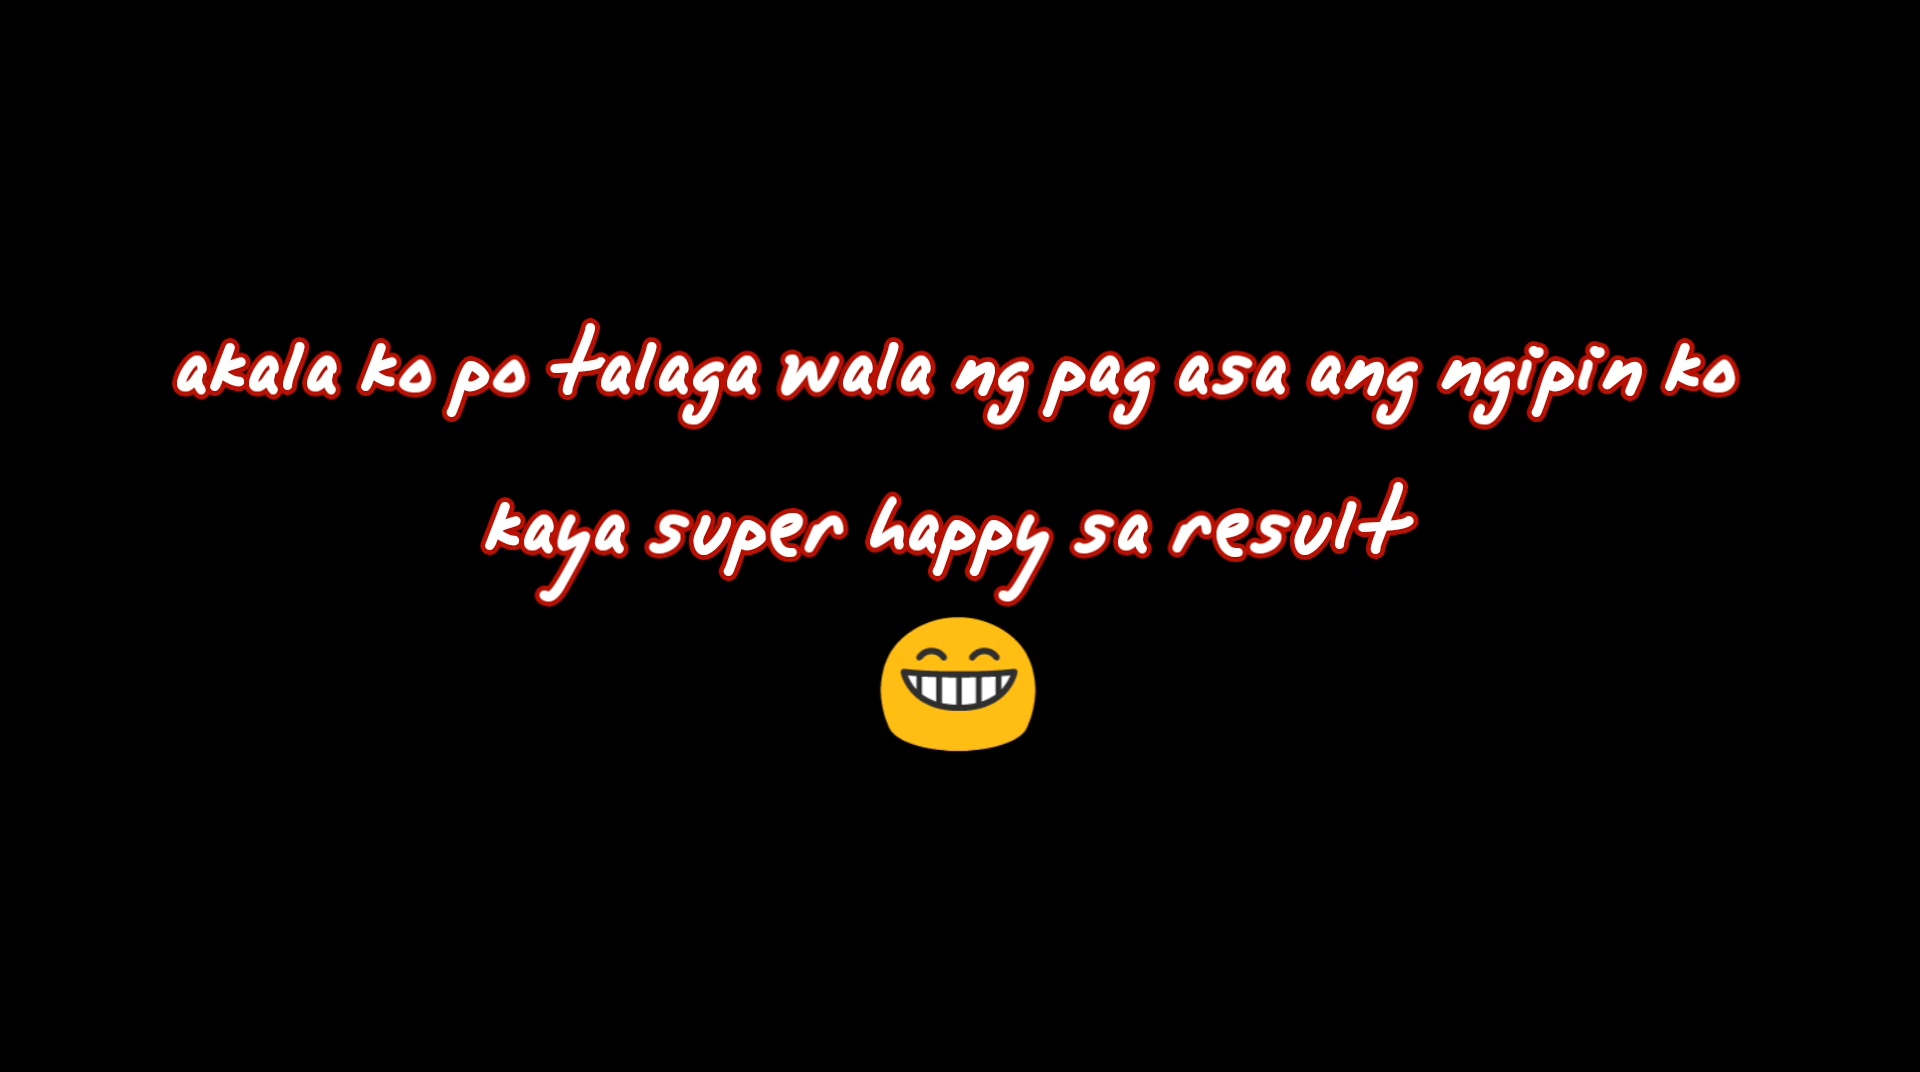 akala ko po talaga wala ng pag asa ang ngipin ko
kaya super happy sa result